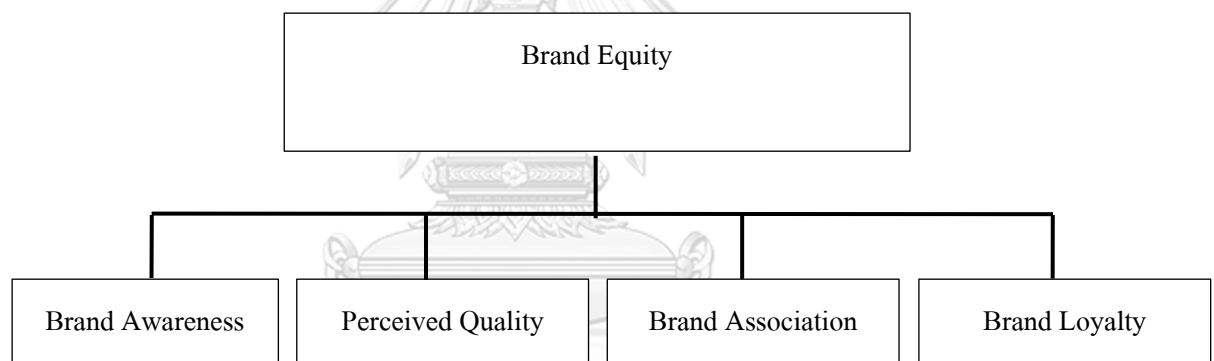 Brand Equity
Brand Awareness
Perceived Quality
Brand Association
Brand Loyalty